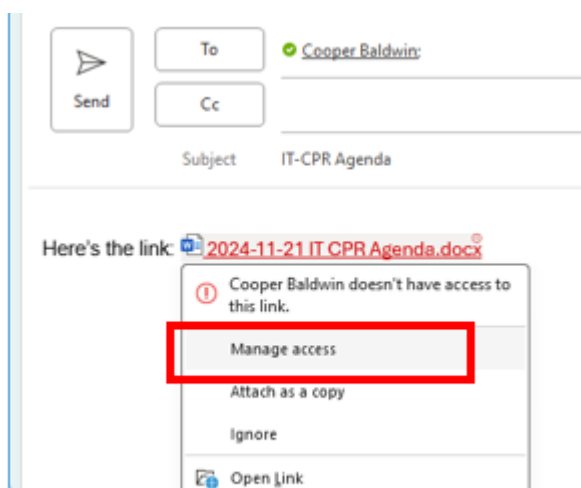 To
Cooper Baldwin;
Send
Cc
Subject IT-CPR Agenda
Here's the link: 2024-11-21 IT CPR Agenda.docx
Cooper Baldwin doesn't have access to
this link.
Manage access
Attach as a copy
Ignore
Open Link